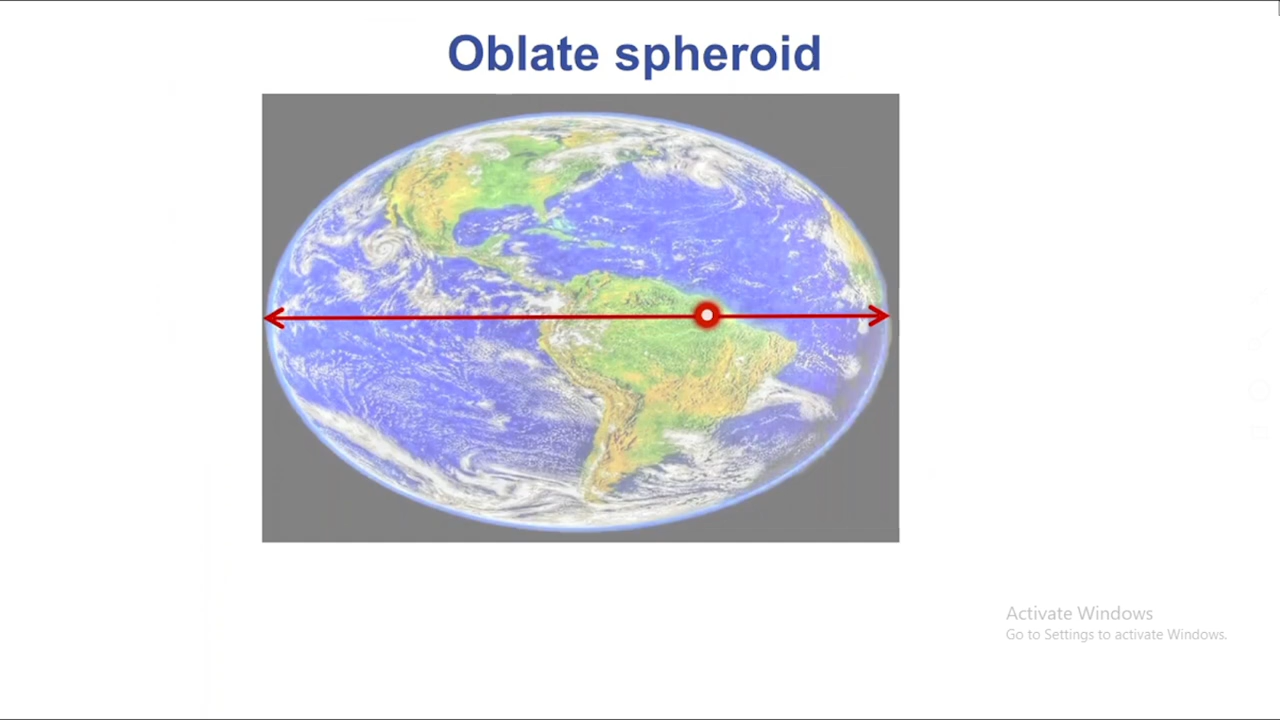 Oblate spheroid
Activate Windows
Go to Settings to activate Windows.